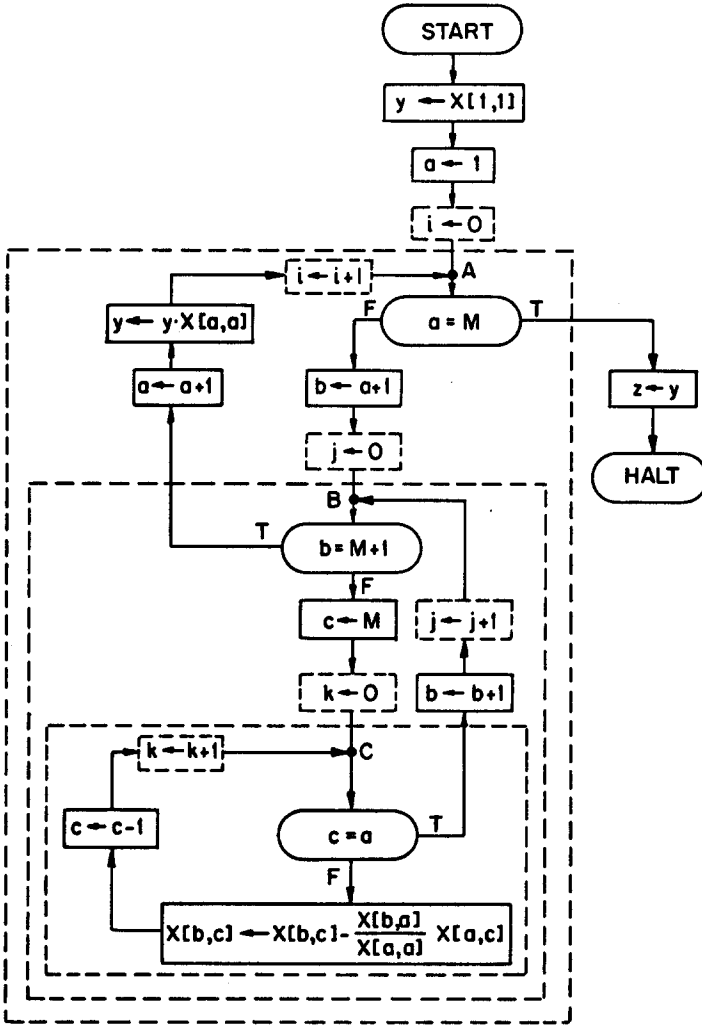 START
y ← X[1,1]
a ← 1
i ← 0
i ← i+1
A
y ← y·X[a,a]
F
a = M
T
a ← a+1
b ← a+1
z ← y
j ← 0
HALT
B
T
b = M+1
F
c ← M
j ← j+1
k ← 0
b ← b+1
k ← k+1
C
c ← c-1
c = a
T
F
X[b,c] ← X[b,c] - X[b,a]/X[a,a] X[a,c]